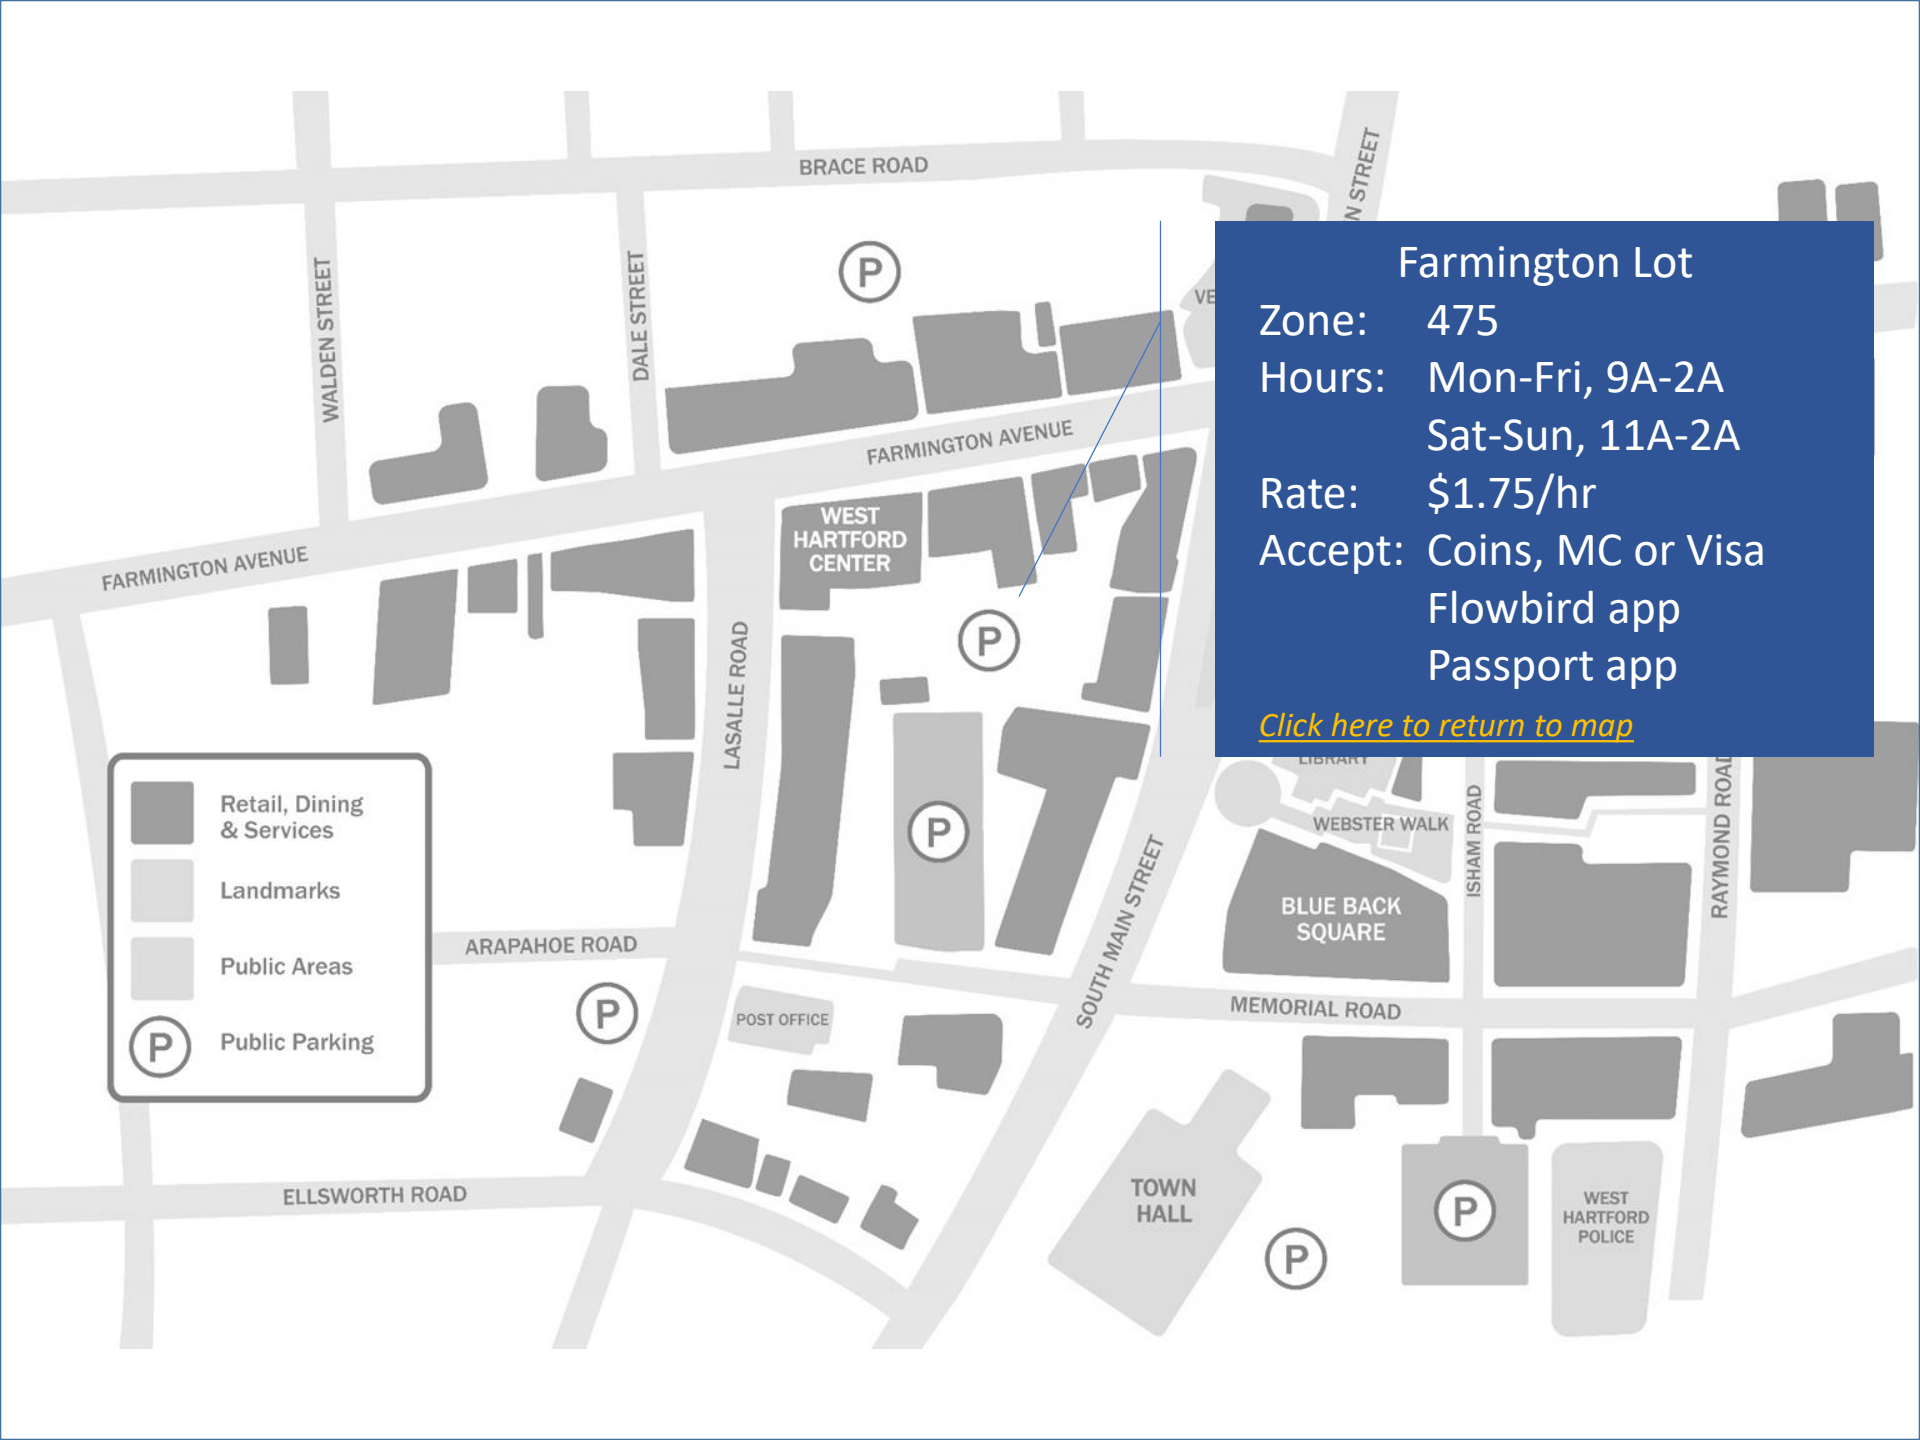 BRACE ROAD
N STREET
WALDEN STREET
DALE STREET
VE
FARMINGTON AVENUE
Farmington Lot
Zone: 475
Hours: Mon-Fri, 9A-2A
Sat-Sun, 11A-2A
Rate: $1.75/hr
Accept: Coins, MC or Visa
Flowbird app
Passport app
Click here to return to map
WEST
HARTFORD
CENTER
FARMINGTON AVENUE
P
P
LASALLE ROAD
LIBRARY
WEBSTER WALK
ISHAM ROAD
RAYMOND ROAD
P
SOUTH MAIN STREET
BLUE BACK
SQUARE
Retail, Dining
& Services
Landmarks
Public Areas
P Public Parking
ARAPAHOE ROAD
P
POST OFFICE
MEMORIAL ROAD
ELLSWORTH ROAD
TOWN
HALL
P
P
WEST
HARTFORD
POLICE